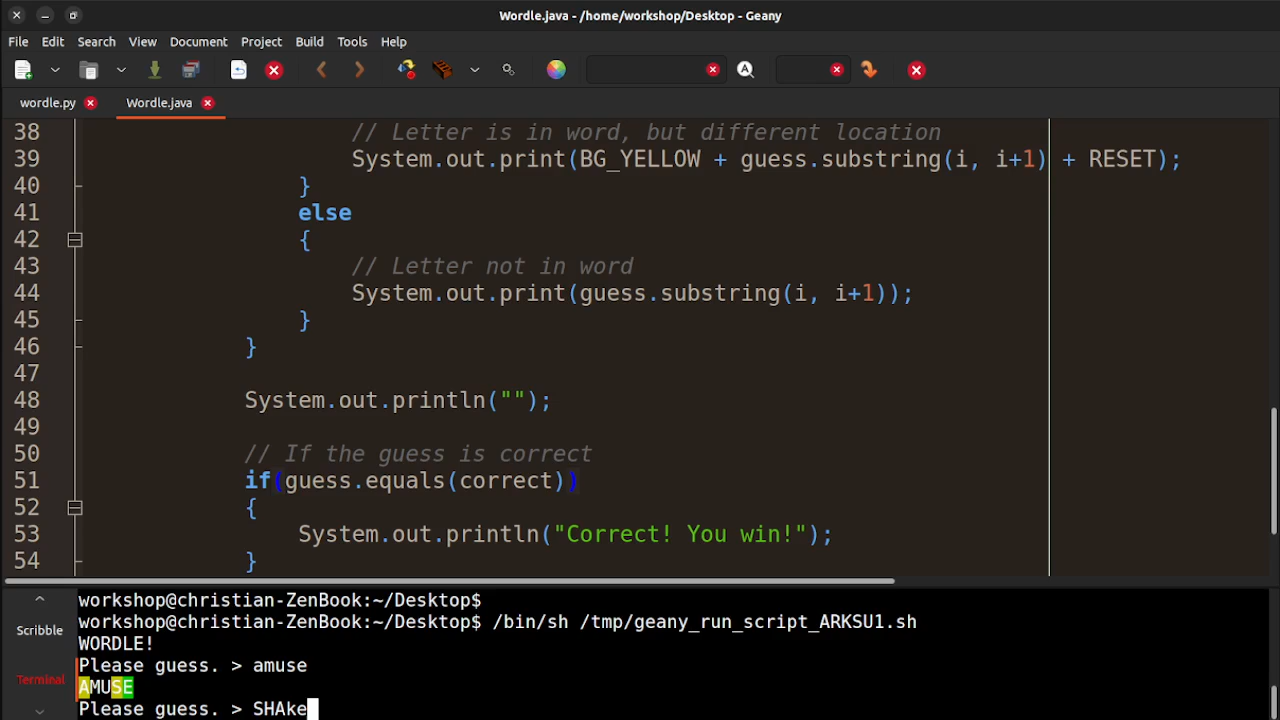 Wordle.java - /home/workshop/Desktop - Geany
File Edit Search View Document Project Build Tools Help
wordle.py Wordle.java
38 // Letter is in word, but different location
39 System.out.print(BG_YELLOW + guess.substring(i, i+1) + RESET);
40 }
41 else
42 {
43 // Letter not in word
44 System.out.print(guess.substring(i, i+1));
45 }
46 }
47
48 System.out.println("");
49
50 // If the guess is correct
51 if(guess.equals(correct))
52 {
53 System.out.println("Correct! You win!");
54 }
Scribble
Terminal
workshop@christian-ZenBook:~/Desktop$
workshop@christian-ZenBook:~/Desktop$ /bin/sh /tmp/geany_run_script_ARKSU1.sh
WORDLE!
Please guess. > amuse
AMUSE
Please guess. > SHAke